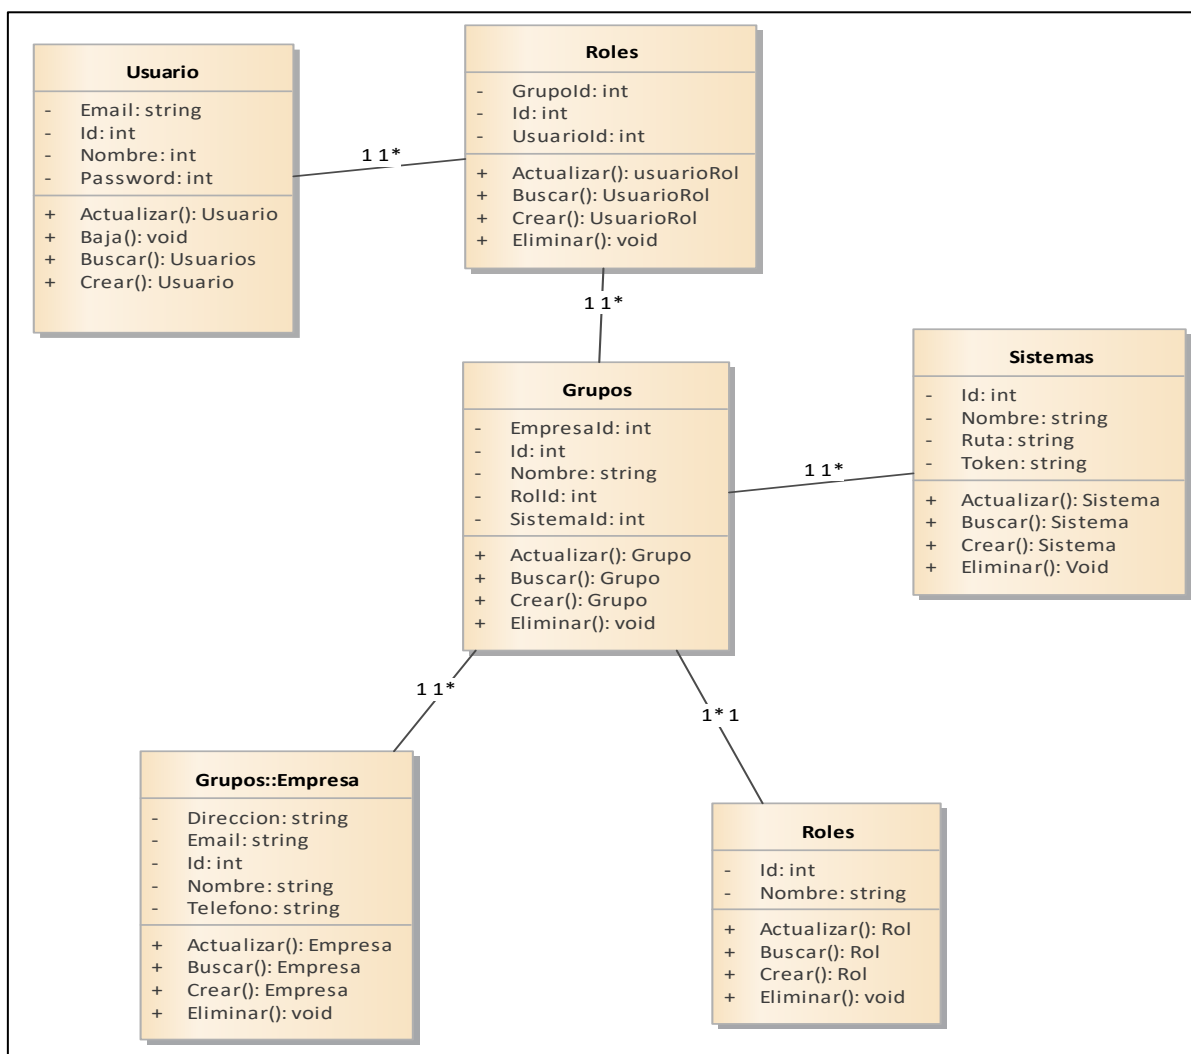 Usuario
- Email: string
- Id: int
- Nombre: int
- Password: int
+ Actualizar(): Usuario
+ Baja(): void
+ Buscar(): Usuarios
+ Crear(): Usuario
1 1*
Roles
- GrupoId: int
- Id: int
- UsuarioId: int
+ Actualizar(): usuarioRol
+ Buscar(): UsuarioRol
+ Crear(): UsuarioRol
+ Eliminar(): void
1 1*
Grupos
- EmpresaId: int
- Id: int
- Nombre: string
- RolId: int
- SistemaId: int
+ Actualizar(): Grupo
+ Buscar(): Grupo
+ Crear(): Grupo
+ Eliminar(): void
1 1*
Sistemas
- Id: int
- Nombre: string
- Ruta: string
- Token: string
+ Actualizar(): Sistema
+ Buscar(): Sistema
+ Crear(): Sistema
+ Eliminar(): Void
1 1*
1* 1
Grupos::Empresa
- Direccion: string
- Email: string
- Id: int
- Nombre: string
- Telefono: string
+ Actualizar(): Empresa
+ Buscar(): Empresa
+ Crear(): Empresa
+ Eliminar(): void
Roles
- Id: int
- Nombre: string
+ Actualizar(): Rol
+ Buscar(): Rol
+ Crear(): Rol
+ Eliminar(): void